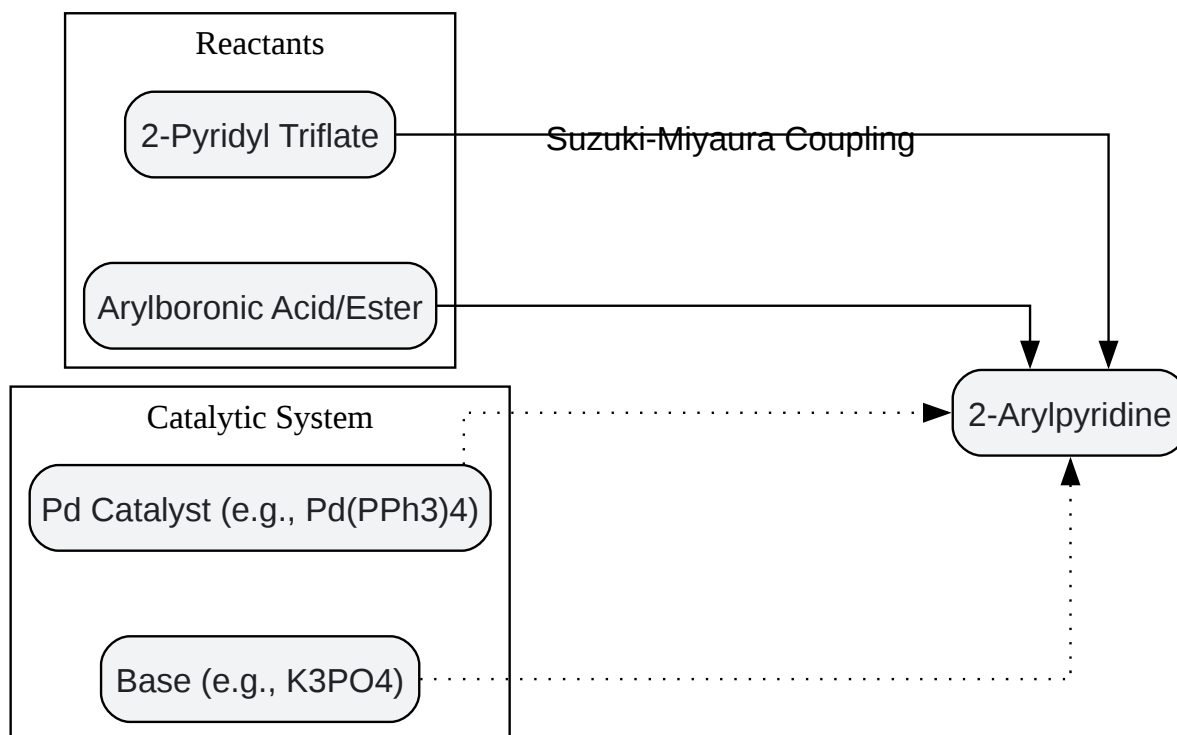 Reactants
2-Pyridyl Triflate
Suzuki-Miyaura Coupling
Arylboronic Acid/Ester
2-Arylpyridine
Catalytic System
Pd Catalyst (e.g., Pd(PPh3)4)
Base (e.g., K3PO4)